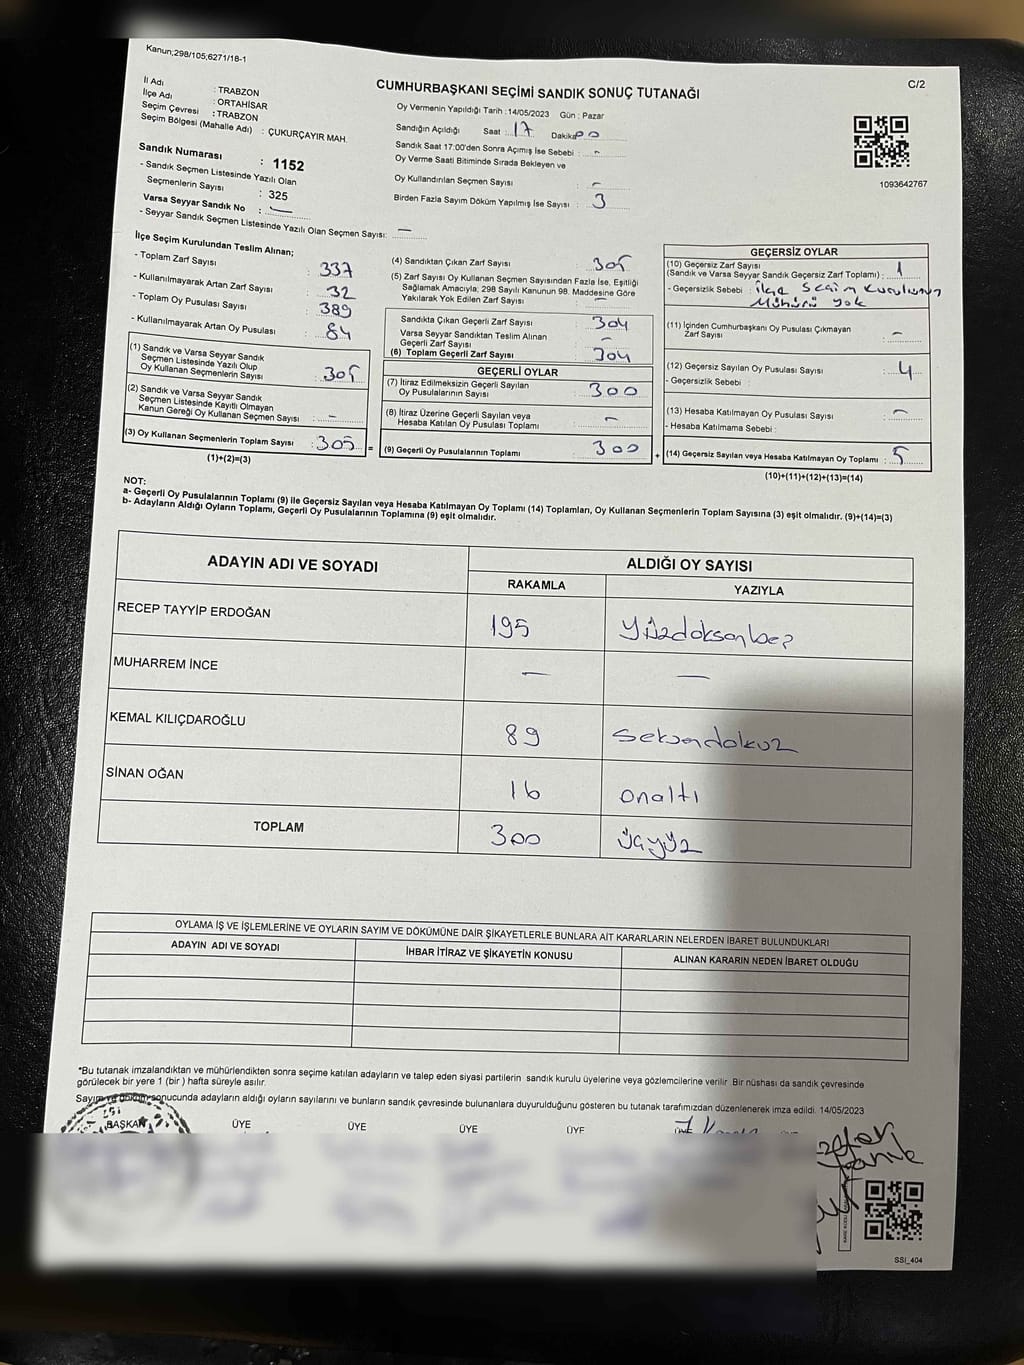 Kanun;298/105;6271/18-1
C/2
CUMHURBAŞKANI SEÇİMİ SANDIK SONUÇ TUTANAĞI
İl Adı : TRABZON
İlçe Adı : ORTAHİSAR
Seçim Çevresi : TRABZON
Seçim Bölgesi (Mahalle Adı) : ÇUKURÇAYIR MAH.
Sandık Numarası : 1152
- Sandık Seçmen Listesinde Yazılı Olan
Seçmenlerin Sayısı : 325
Varsa Seyyar Sandık No : —
- Seyyar Sandık Seçmen Listesinde Yazılı Olan Seçmen Sayısı: —
Oy Vermenin Yapıldığı Tarih : 14/05/2023 Gün : Pazar
Sandığın Açıldığı Saat : 17 Dakika 00
Sandık Saat 17:00'den Sonra Açımış İse Sebebi : -
Oy Verme Saati Bitiminde Sırada Bekleyen ve
Oy Kullandırılan Seçmen Sayısı : -
Birden Fazla Sayım Döküm Yapılmış İse Sayısı : 3
1093642767
İlçe Seçim Kurulundan Teslim Alınan;
- Toplam Zarf Sayısı : 337
- Kullanılmayarak Artan Zarf Sayısı : 32
- Toplam Oy Pusulası Sayısı : 389
- Kullanılmayarak Artan Oy Pusulası : 84
(1) Sandık ve Varsa Seyyar Sandık
Seçmen Listesinde Yazılı Olup
Oy Kullanan Seçmenlerin Sayısı : 305
(2) Sandık ve Varsa Seyyar Sandık
Seçmen Listesinde Kayıtlı Olmayan
Kanun Gereği Oy Kullanan Seçmen Sayısı : -
(3) Oy Kullanan Seçmenlerin Toplam Sayısı : 305
(1)+(2)=(3)
=
(4) Sandıktan Çıkan Zarf Sayısı : 305
(5) Zarf Sayısı Oy Kullanan Seçmen Sayısından Fazla İse, Eşitliği
Sağlamak Amacıyla; 298 Sayılı Kanunun 98. Maddesine Göre
Yakılarak Yok Edilen Zarf Sayısı : —
Sandıkta Çıkan Geçerli Zarf Sayısı : 304
Varsa Seyyar Sandıktan Teslim Alınan
Geçerli Zarf Sayısı : -
(6) Toplam Geçerli Zarf Sayısı : 304
GEÇERLİ OYLAR
(7) İtiraz Edilmeksizin Geçerli Sayılan
Oy Pusulalarının Sayısı : 300
(8) İtiraz Üzerine Geçerli Sayılan veya
Hesaba Katılan Oy Pusulası Toplamı : -
(9) Geçerli Oy Pusulalarının Toplamı : 300
+
GEÇERSİZ OYLAR
(10) Geçersiz Zarf Sayısı
(Sandık ve Varsa Seyyar Sandık Geçersiz Zarf Toplamı) : 1
- Geçersizlik Sebebi : ilçe Seçim Kurulunun
Mühürü yok
(11) İçinden Cumhurbaşkanı Oy Pusulası Çıkmayan
Zarf Sayısı : -
(12) Geçersiz Sayılan Oy Pusulası Sayısı : 4
- Geçersizlik Sebebi :
(13) Hesaba Katılmayan Oy Pusulası Sayısı : -
- Hesaba Katılmama Sebebi :
(14) Geçersiz Sayılan veya Hesaba Katılmayan Oy Toplamı : 5
(10)+(11)+(12)+(13)=(14)
NOT:
a- Geçerli Oy Pusulalarının Toplamı (9) ile Geçersiz Sayılan veya Hesaba Katılmayan Oy Toplamı (14) Toplamları, Oy Kullanan Seçmenlerin Toplam Sayısına (3) eşit olmalıdır. (9)+(14)=(3)
b- Adayların Aldığı Oyların Toplamı, Geçerli Oy Pusulalarının Toplamına (9) eşit olmalıdır.
ADAYIN ADI VE SOYADI
ALDIĞI OY SAYISI
RAKAMLA YAZIYLA
RECEP TAYYİP ERDOĞAN 195 Yüzdoksanbeş
MUHARREM İNCE — —
KEMAL KILIÇDAROĞLU 89 Seksendokuz
SİNAN OĞAN 16 onaltı
TOPLAM 300 üçyüz
OYLAMA İŞ VE İŞLEMLERİNE VE OYLARIN SAYIM VE DÖKÜMÜNE DAİR ŞİKAYETLERLE BUNLARA AİT KARARLARIN NELERDEN İBARET BULUNDUKLARI
ADAYIN ADI VE SOYADI İHBAR İTİRAZ VE ŞİKAYETİN KONUSU ALINAN KARARIN NEDEN İBARET OLDUĞU
*Bu tutanak imzalandıktan ve mühürlendikten sonra seçime katılan adayların ve talep eden siyasi partilerin sandık kurulu üyelerine veya gözlemcilerine verilir. Bir nüshası da sandık çevresinde
görülecek bir yere 1 (bir ) hafta süreyle asılır.
Sayım ve döküm sonucunda adayların aldığı oyların sayılarını ve bunların sandık çevresinde bulunanlara duyurulduğunu gösteren bu tutanak tarafımızdan düzenlenerek imza edildi. 14/05/2023
BAŞKAN ÜYE ÜYE ÜYE ÜYE
SSI_404